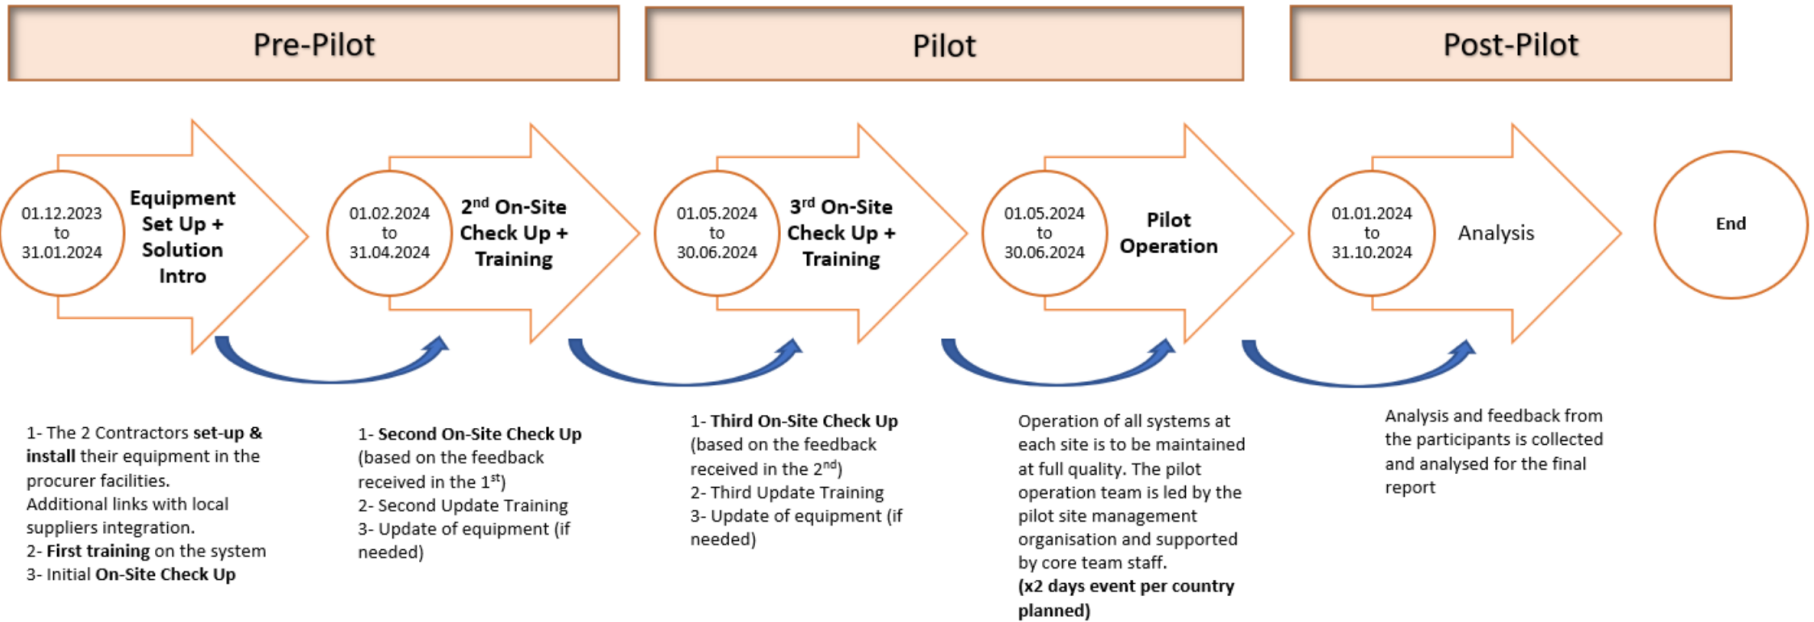 Pre-Pilot
Pilot
Post-Pilot
01.12.2023
to
31.01.2024
Equipment
Set Up +
Solution
Intro
01.02.2024
to
31.04.2024
2nd On-Site
Check Up +
Training
01.05.2024
to
30.06.2024
3rd On-Site
Check Up +
Training
01.05.2024
to
30.06.2024
Pilot
Operation
01.01.2024
to
31.10.2024
Analysis
End
1- The 2 Contractors set-up &
install their equipment in the
procurer facilities.
Additional links with local
suppliers integration.
2- First training on the system
3- Initial On-Site Check Up
1- Second On-Site Check Up
(based on the feedback
received in the 1st)
2- Second Update Training
3- Update of equipment (if
needed)
1- Third On-Site Check Up
(based on the feedback
received in the 2nd)
2- Third Update Training
3- Update of equipment (if
needed)
Operation of all systems at
each site is to be maintained
at full quality. The pilot
operation team is led by the
pilot site management
organisation and supported
by core team staff.
(x2 days event per country
planned)
Analysis and feedback from
the participants is collected
and analysed for the final
report